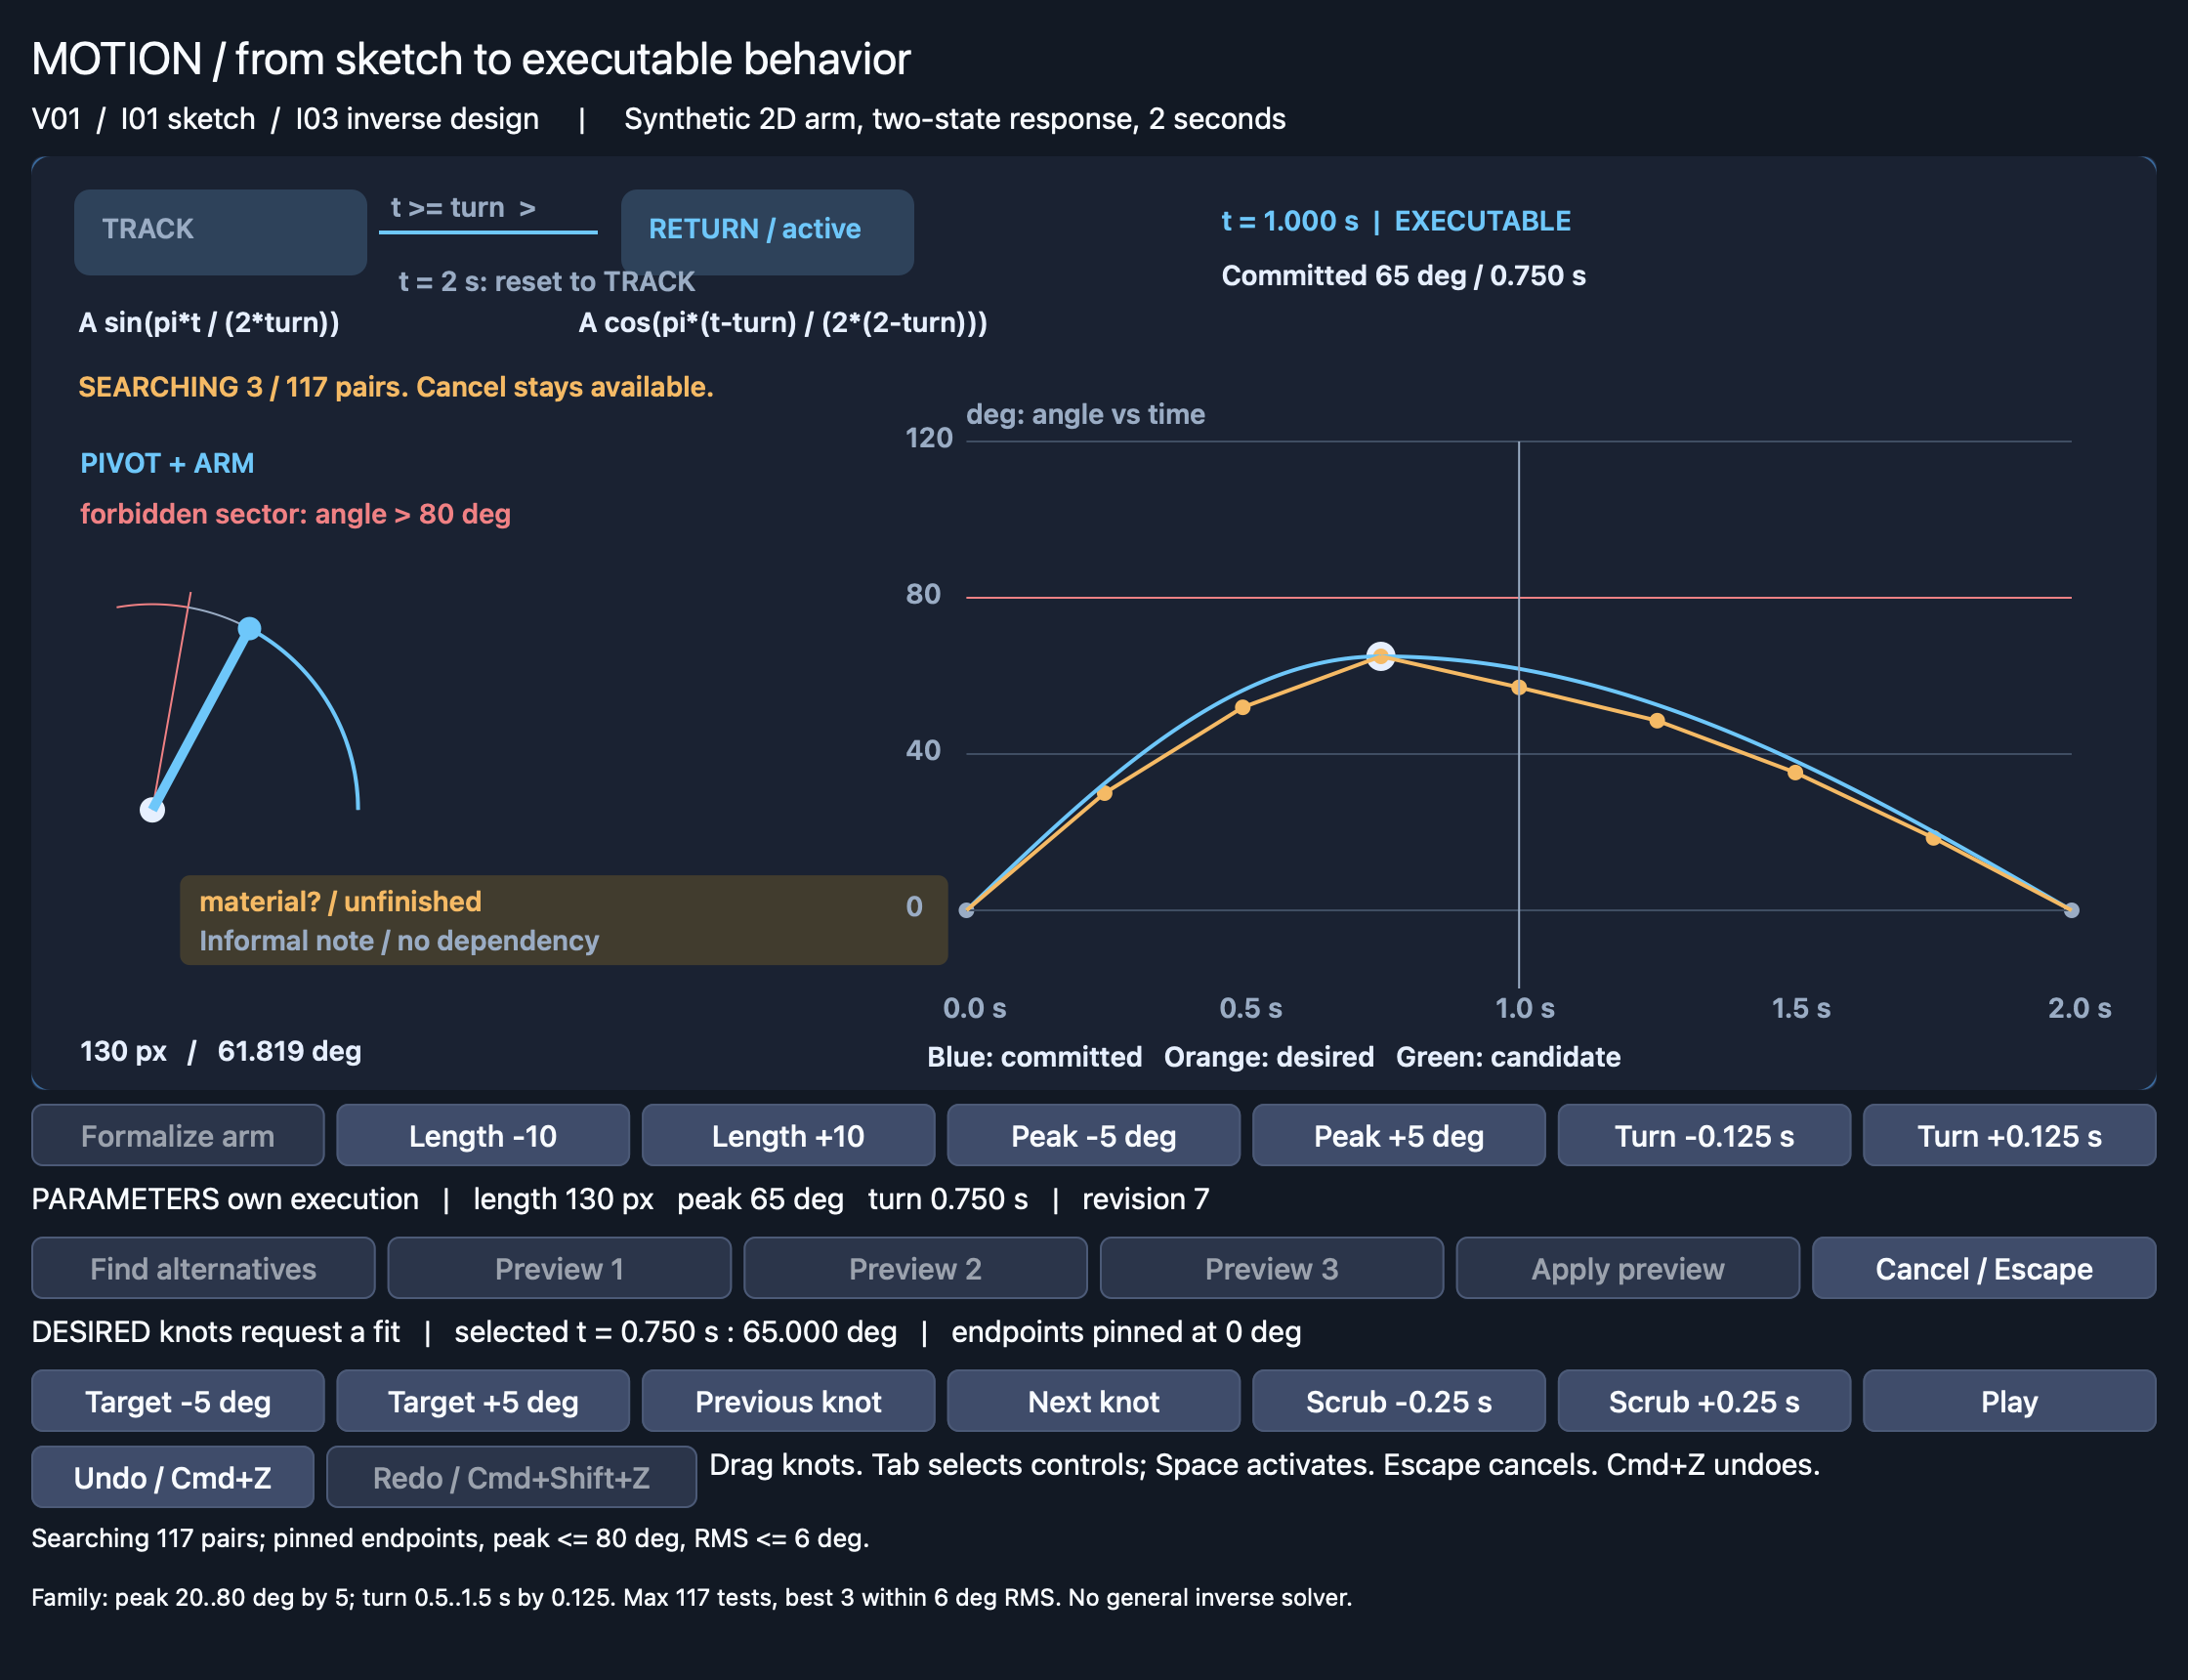 MOTION / from sketch to executable behavior
V01 / I01 sketch / I03 inverse design | Synthetic 2D arm, two-state response, 2 seconds
TRACK
t >= turn >
RETURN / active
t = 2 s: reset to TRACK
t = 1.000 s | EXECUTABLE
Committed 65 deg / 0.750 s
A sin(pi*t / (2*turn))
A cos(pi*(t-turn) / (2*(2-turn)))
SEARCHING 3 / 117 pairs. Cancel stays available.
PIVOT + ARM
forbidden sector: angle > 80 deg
material? / unfinished
Informal note / no dependency
130 px / 61.819 deg
deg: angle vs time
120
80
40
0
0.0 s
0.5 s
1.0 s
1.5 s
2.0 s
Blue: committed Orange: desired Green: candidate
Formalize arm
Length -10
Length +10
Peak -5 deg
Peak +5 deg
Turn -0.125 s
Turn +0.125 s
PARAMETERS own execution | length 130 px peak 65 deg turn 0.750 s | revision 7
Find alternatives
Preview 1
Preview 2
Preview 3
Apply preview
Cancel / Escape
DESIRED knots request a fit | selected t = 0.750 s : 65.000 deg | endpoints pinned at 0 deg
Target -5 deg
Target +5 deg
Previous knot
Next knot
Scrub -0.25 s
Scrub +0.25 s
Play
Undo / Cmd+Z
Redo / Cmd+Shift+Z
Drag knots. Tab selects controls; Space activates. Escape cancels. Cmd+Z undoes.
Searching 117 pairs; pinned endpoints, peak <= 80 deg, RMS <= 6 deg.
Family: peak 20..80 deg by 5; turn 0.5..1.5 s by 0.125. Max 117 tests, best 3 within 6 deg RMS. No general inverse solver.